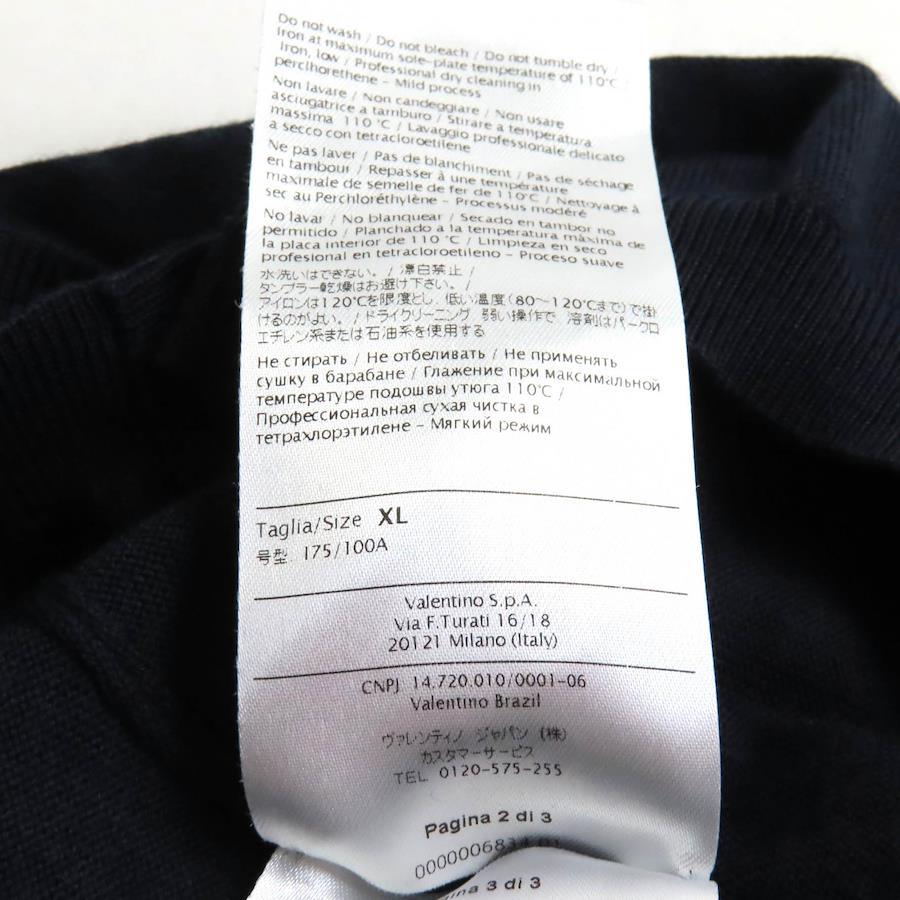 Do not wash / Do not bleach / Do not tumble dry /
Iron at maximum sole-plate temperature of 110°C /
Iron, low / Professional dry cleaning in
perclhorethene - Mild process
Non lavare / Non candeggiare / Non usare
asciugatrice a tamburo / Stirare a temperatura
massima 110 °C / Lavaggio professionale delicato
a secco con tetracloroetilene
Ne pas laver / Pas de blanchiment / Pas de séchage
en tambour / Repasser à une température
maximale de semelle de fer de 110°C / Nettoyage à
sec au Perchloréthylène - Processus modéré
No lavar / No blanquear / Secado en tambor no
permitido / Planchado a la temperatura màxima de
la placa interior de 110 °C / Limpieza en seco
profesional en tetracloroetileno - Proceso suave
水洗いはできない。/ 漂白禁止 /
タンブラー乾燥はお避け下さい。/
アイロンは120℃を限度とし、低い温度(80〜120℃まで)で掛
けるのがよい。/ ドライクリーニング 弱い操作で 溶剤はパークロ
エチレン系または石油系を使用する
Не стирать / Не отбеливать / Не применять
сушку в барабане / Глажение при максимальной
температуре подошвы утюга 110°C /
Профессиональная сухая чистка в
тетрахлорэтилене – Мягкий режим
Taglia/Size XL
号型 175/100A
Valentino S.p.A.
Via F.Turati 16/18
20121 Milano (Italy)
CNPJ 14.720.010/0001-06
Valentino Brazil
ヴァレンティノ ジャパン (株)
カスタマーサービス
TEL 0120-575-255
Pagina 2 di 3
3 di 3